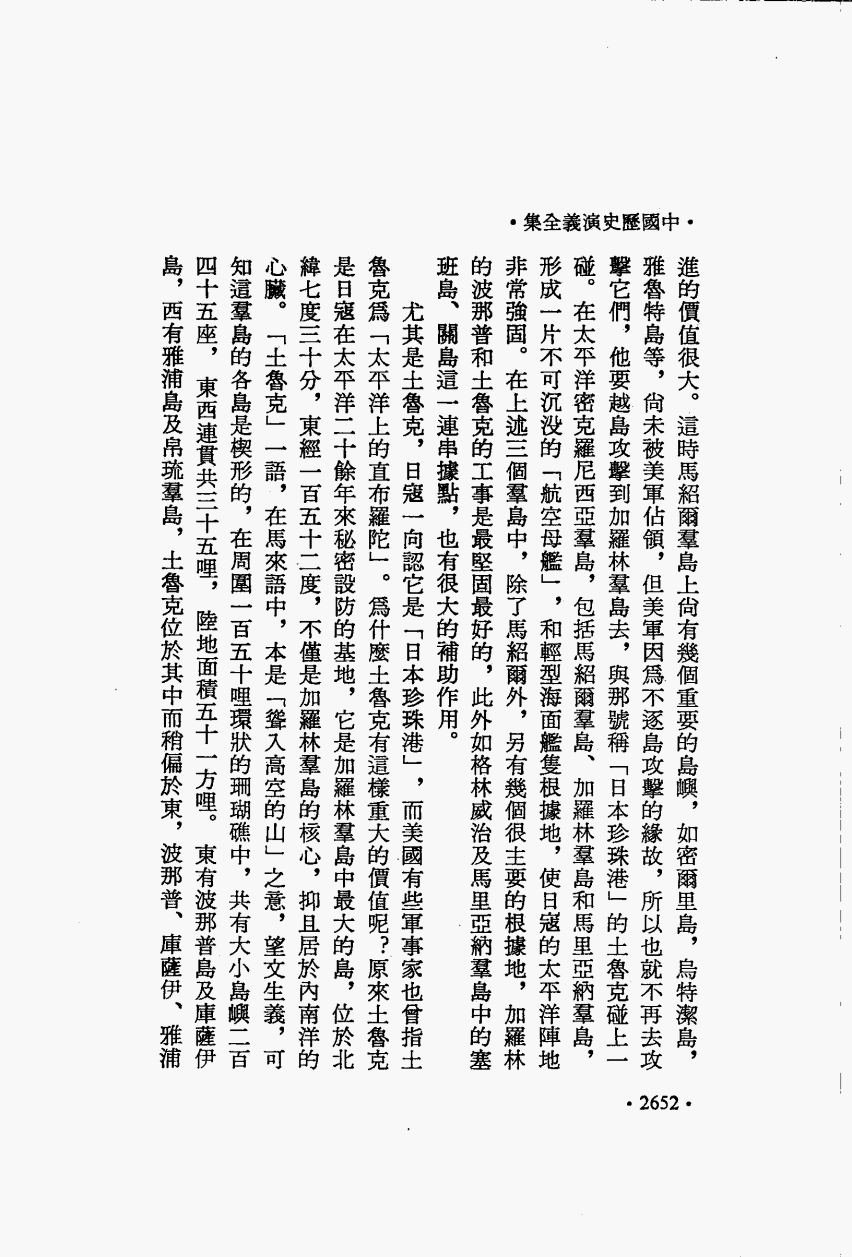 •中國歷史演義全集•
進的價值很大。這時馬紹爾羣島上尙有幾個重要的島嶼，如密爾里島，烏特潔島，
雅魯特島等，尙未被美軍佔領，但美軍因爲不逐島攻擊的緣故，所以也就不再去攻
擊它們，他要越島攻擊到加羅林羣島去，與那號稱「日本珍珠港」的土魯克碰上一
碰。在太平洋密克羅尼西亞羣島，包括馬紹爾羣島、加羅林羣島和馬里亞納羣島，
形成一片不可沉没的「航空母艦」，和輕型海面艦隻根據地，使日寇的太平洋陣地
非常強固。在上述三個羣島中，除了馬紹爾外，另有幾個很主要的根據地，加羅林
的波那普和土魯克的工事是最堅固最好的，此外如格林威治及馬里亞納羣島中的塞
班島、關島這一連串據點，也有很大的補助作用。
尤其是土魯克，日寇一向認它是「日本珍珠港」，而美國有些軍事家也曾指土
魯克爲「太平洋上的直布羅陀」。爲什麼土魯克有這樣重大的價值呢？原來土魯克
是日寇在太平洋二十餘年來秘密設防的基地，它是加羅林羣島中最大的島，位於北
緯七度三十分，東經一百五十二度，不僅是加羅林羣島的核心，抑且居於內南洋的
心臟。「土魯克」一語，在馬來語中，本是「聳入高空的山」之意，望文生義，可
知這羣島的各島是楔形的，在周圍一百五十哩環狀的珊瑚礁中，共有大小島嶼二百
四十五座，東西連貫共三十五哩，陸地面積五十一方哩。東有波那普島及庫薩伊
島，西有雅浦島及帛琉羣島，土魯克位於其中而稍偏於東，波那普、庫薩伊、雅浦
•2652•